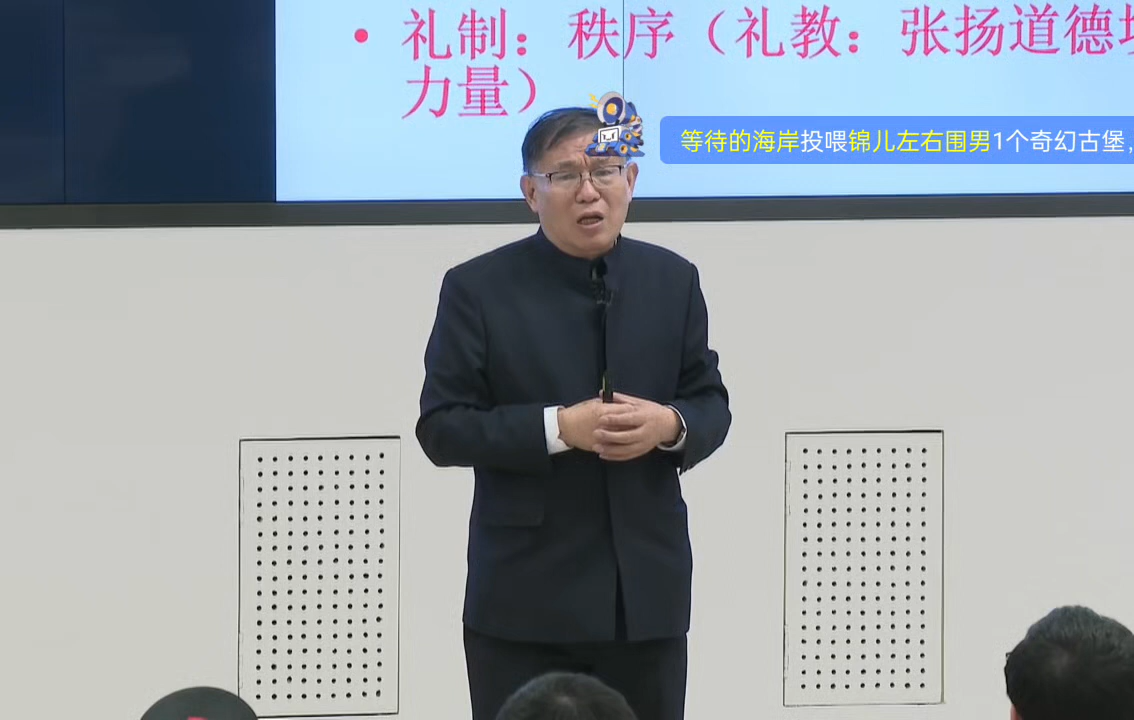 • 礼制：秩序（礼教：张扬道德
力量）
等待的海岸投喂锦儿左右围男1个奇幻古堡，